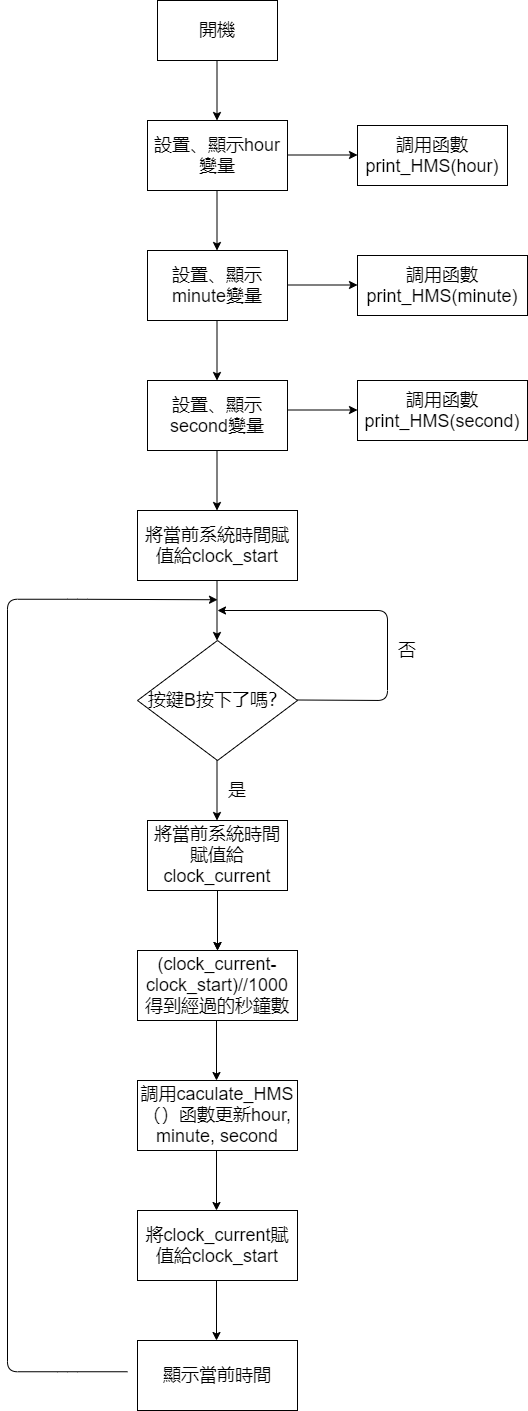 開機
設置、顯示hour
變量
調用函數
print_HMS(hour)
設置、顯示
minute變量
調用函數
print_HMS(minute)
設置、顯示
second變量
調用函數
print_HMS(second)
將當前系統時間賦
值給clock_start
否
按鍵B按下了嗎？
是
將當前系統時間
賦值給
clock_current
(clock_current-
clock_start)//1000
得到經過的秒鐘數
調用caculate_HMS
（）函數更新hour,
minute, second
將clock_current賦
值給clock_start
顯示當前時間